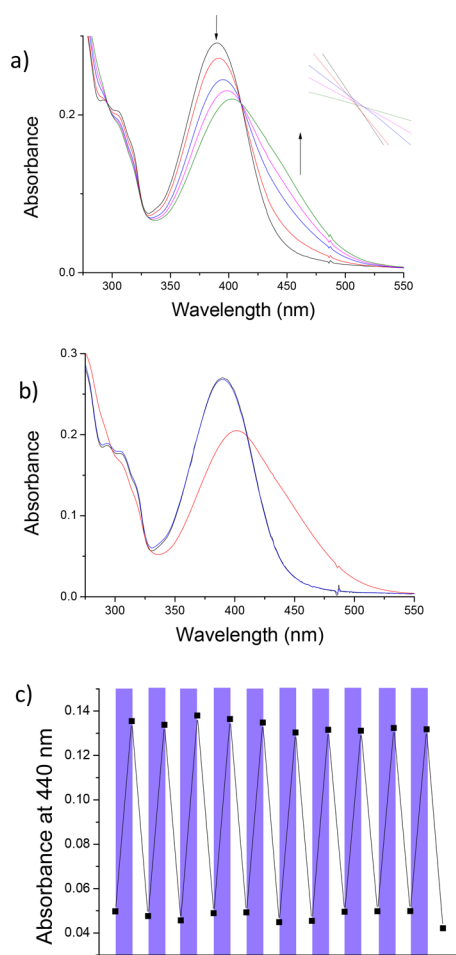 a)
Absorbance
0.2
0.0
300 350 400 450 500 550
Wavelength (nm)
b)
Absorbance
0.3
0.2
0.1
0.0
300 350 400 450 500 550
Wavelength (nm)
c)
Absorbance at 440 nm
0.14
0.12
0.10
0.08
0.06
0.04